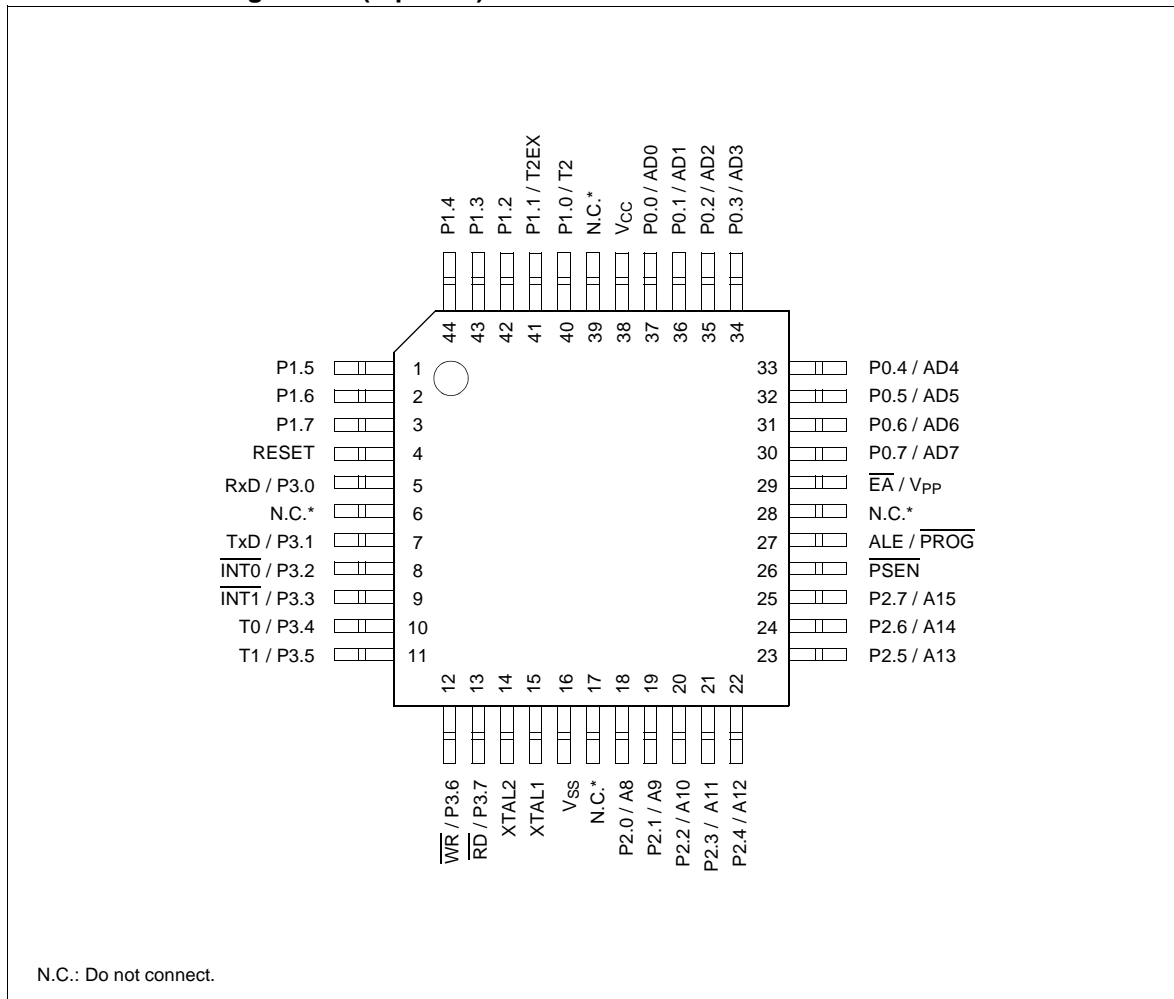 P1.4
P1.3
P1.2
P1.1 / T2EX
P1.0 / T2
N.C.*
VCC
P0.0 / AD0
P0.1 / AD1
P0.2 / AD2
P0.3 / AD3
44
43
42
41
40
39
38
37
36
35
34
P1.5 1
P1.6 2
P1.7 3
RESET 4
RxD / P3.0 5
N.C.* 6
TxD / P3.1 7
INT0 / P3.2 8
INT1 / P3.3 9
T0 / P3.4 10
T1 / P3.5 11
33 P0.4 / AD4
32 P0.5 / AD5
31 P0.6 / AD6
30 P0.7 / AD7
29 EA / VPP
28 N.C.*
27 ALE / PROG
26 PSEN
25 P2.7 / A15
24 P2.6 / A14
23 P2.5 / A13
12
13
14
15
16
17
18
19
20
21
22
WR / P3.6
RD / P3.7
XTAL2
XTAL1
VSS
N.C.*
P2.0 / A8
P2.1 / A9
P2.2 / A10
P2.3 / A11
P2.4 / A12
N.C.: Do not connect.